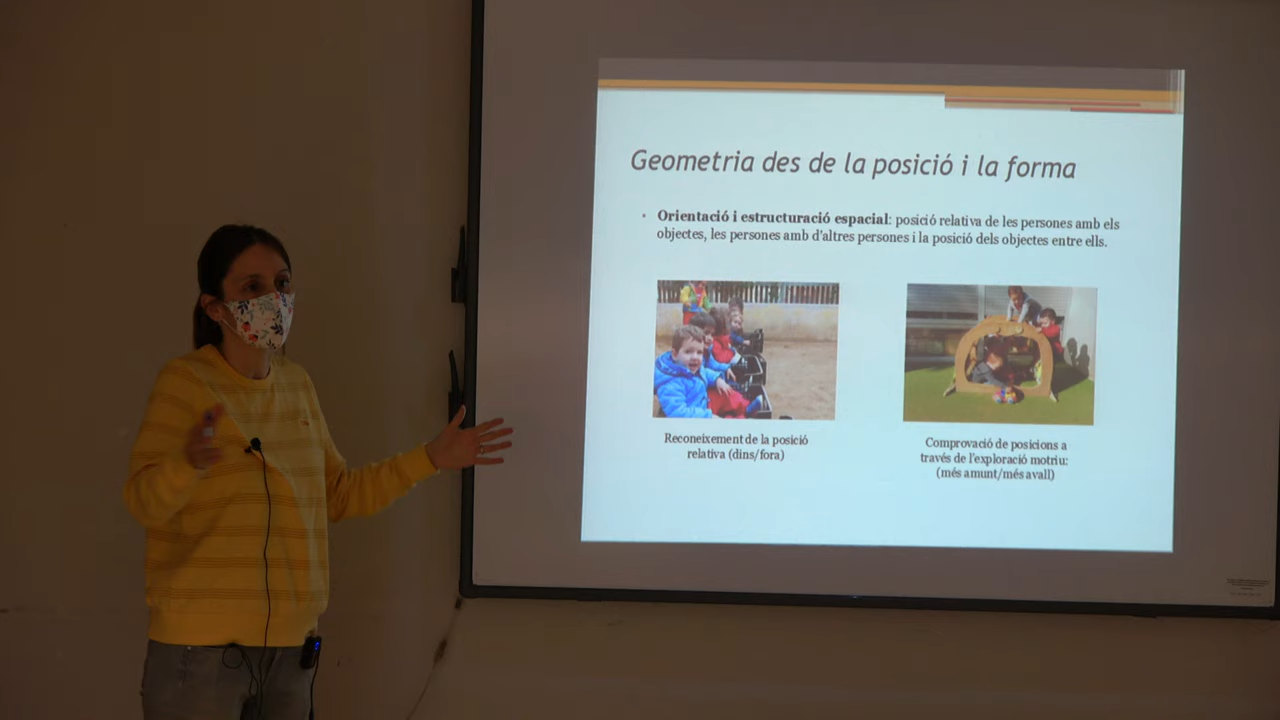 Geometria des de la posició i la forma
• Orientació i estructuració espacial: posició relativa de les persones amb els
objectes, les persones amb d'altres persones i la posició dels objectes entre ells.
Reconeixement de la posició
relativa (dins/fora)
Comprovació de posicions a
través de l'exploració motriu:
(més amunt/més avall)